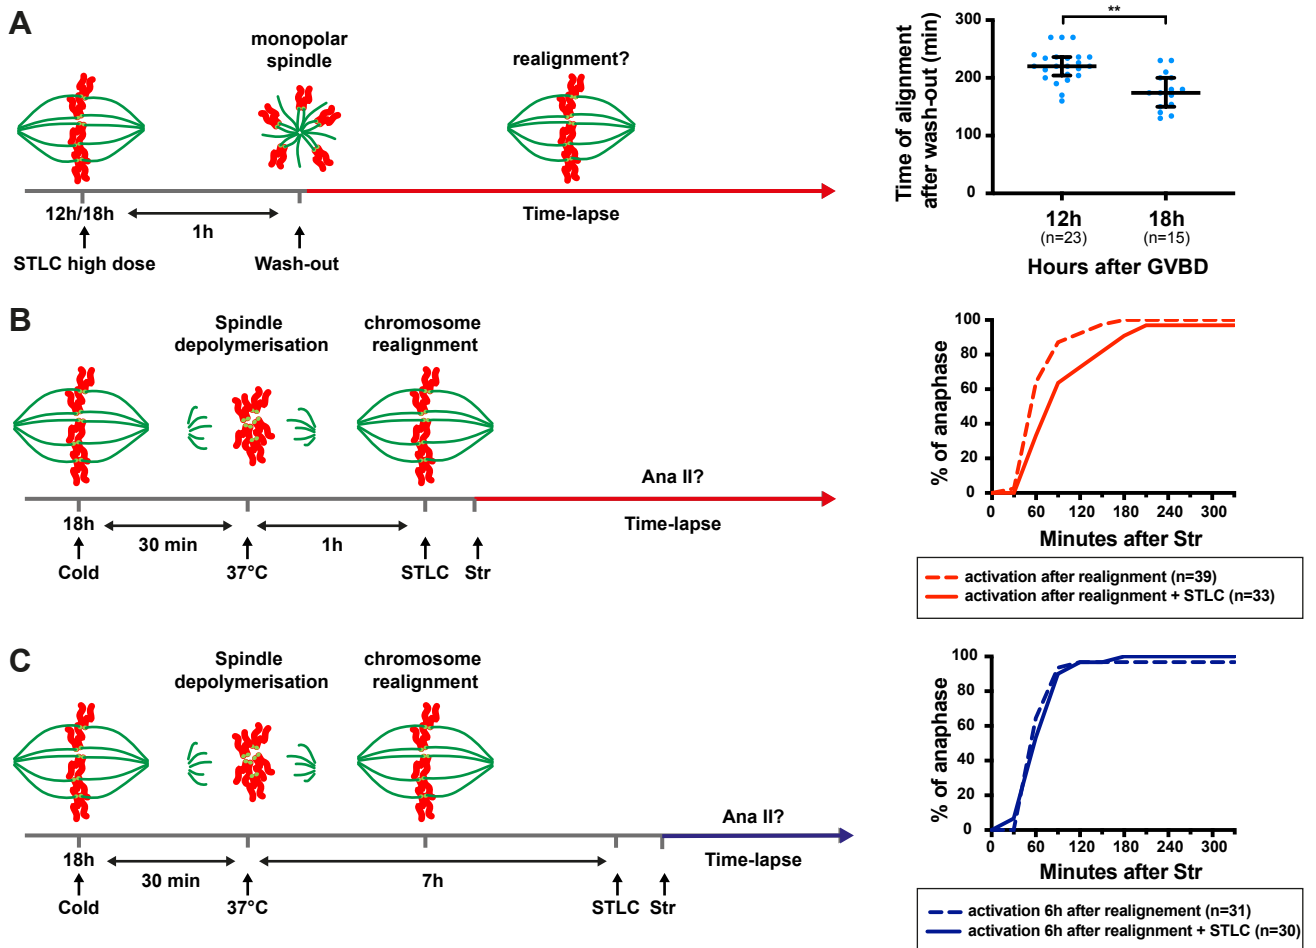 A
monopolar
spindle
realignment?
12h/18h
1h
Time-lapse
STLC high dose
Wash-out
Time of alignment
after wash-out (min)
300
200
100
0
**
12h
(n=23)
18h
(n=15)
Hours after GVBD
B
Spindle
depolymerisation
chromosome
realignment
Ana II?
18h
30 min
1h
Time-lapse
Cold
37°C
STLC
Str
% of anaphase
100
80
60
40
20
0
0 60 120 180 240 300
Minutes after Str
activation after realignment (n=39)
activation after realignment + STLC (n=33)
C
Spindle
depolymerisation
chromosome
realignment
Ana II?
18h
30 min
7h
Time-lapse
Cold
37°C
STLC
Str
% of anaphase
100
80
60
40
20
0
0 60 120 180 240 300
Minutes after Str
activation 6h after realignement (n=31)
activation 6h after realignment + STLC (n=30)